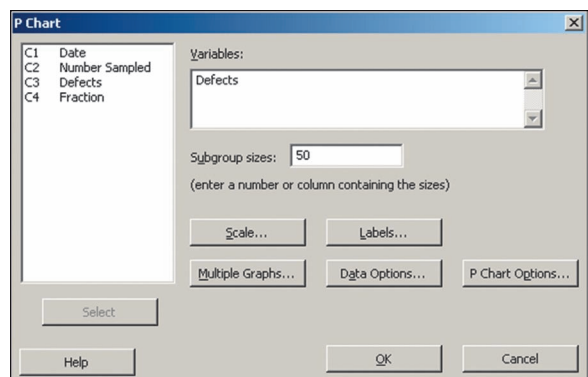 P Chart
C1 Date
C2 Number Sampled
C3 Defects
C4 Fraction
Variables:
Defects
Subgroup sizes: 50
(enter a number or column containing the sizes)
Scale...
Labels...
Multiple Graphs...
Data Options...
P Chart Options...
Select
Help
OK
Cancel